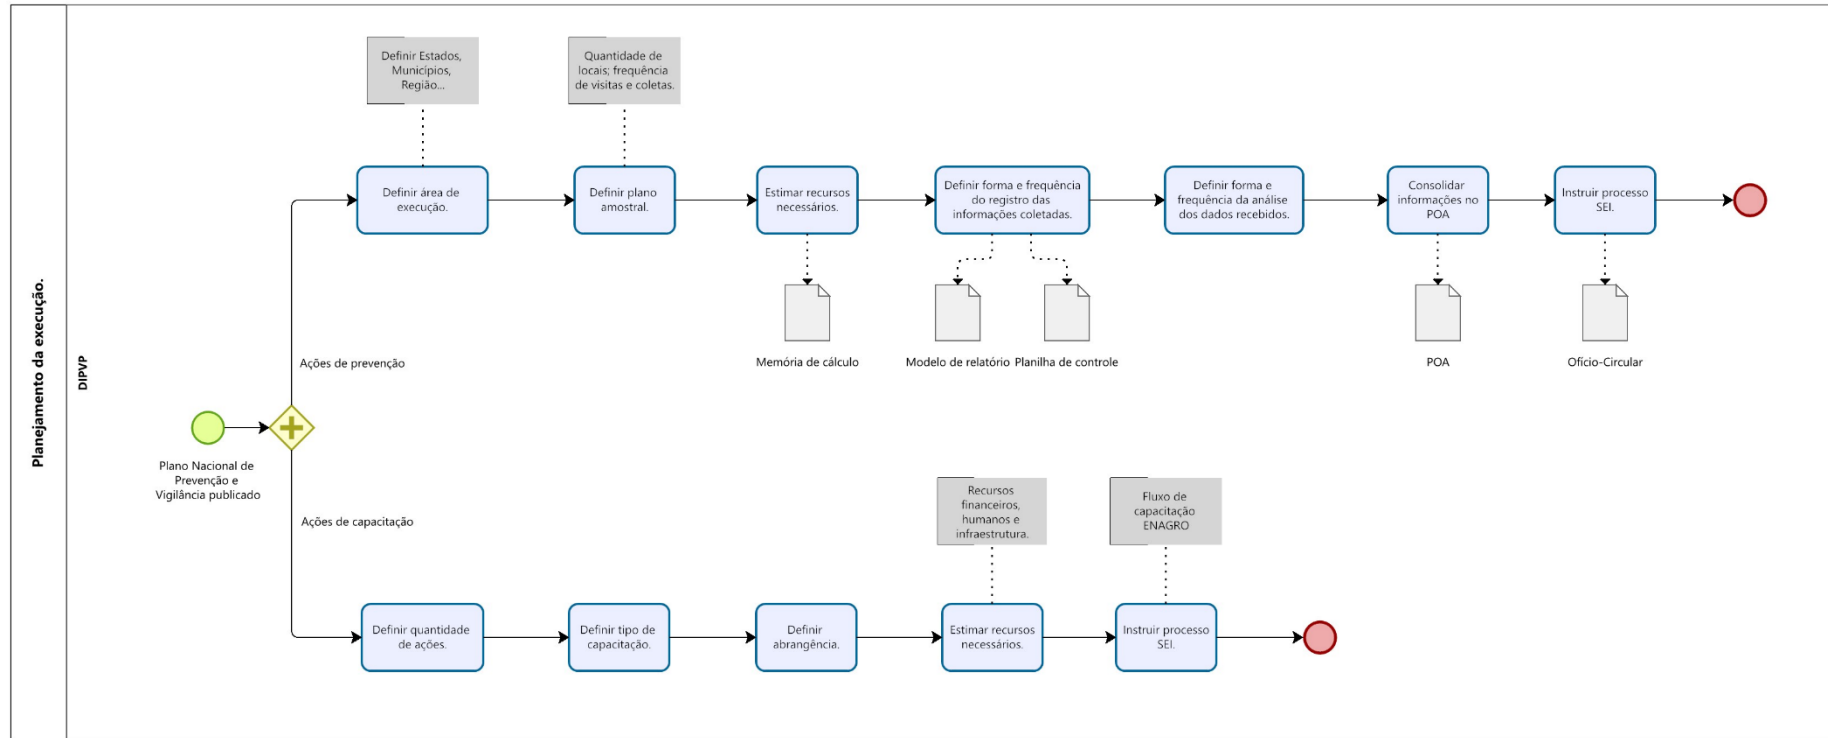 Planejamento da execução.
DIPVP
Definir Estados,
Municípios,
Região...
Quantidade de
locais; frequência
de visitas e coletas.
Definir área de
execução.
Definir plano
amostral.
Estimar recursos
necessários.
Definir forma e frequência
do registro das
informações coletadas.
Definir forma e
frequência da análise
dos dados recebidos.
Consolidar
informações no
POA
Instruir processo
SEI.
Memória de cálculo
Modelo de relatório
Planilha de controle
POA
Ofício-Circular
Ações de prevenção
Plano Nacional de
Prevenção e
Vigilância publicado
Ações de capacitação
Recursos
financeiros,
humanos e
infraestrutura.
Fluxo de
capacitação
ENAGRO
Definir quantidade
de ações.
Definir tipo de
capacitação.
Definir
abrangência.
Estimar recursos
necessários.
Instruir processo
SEI.